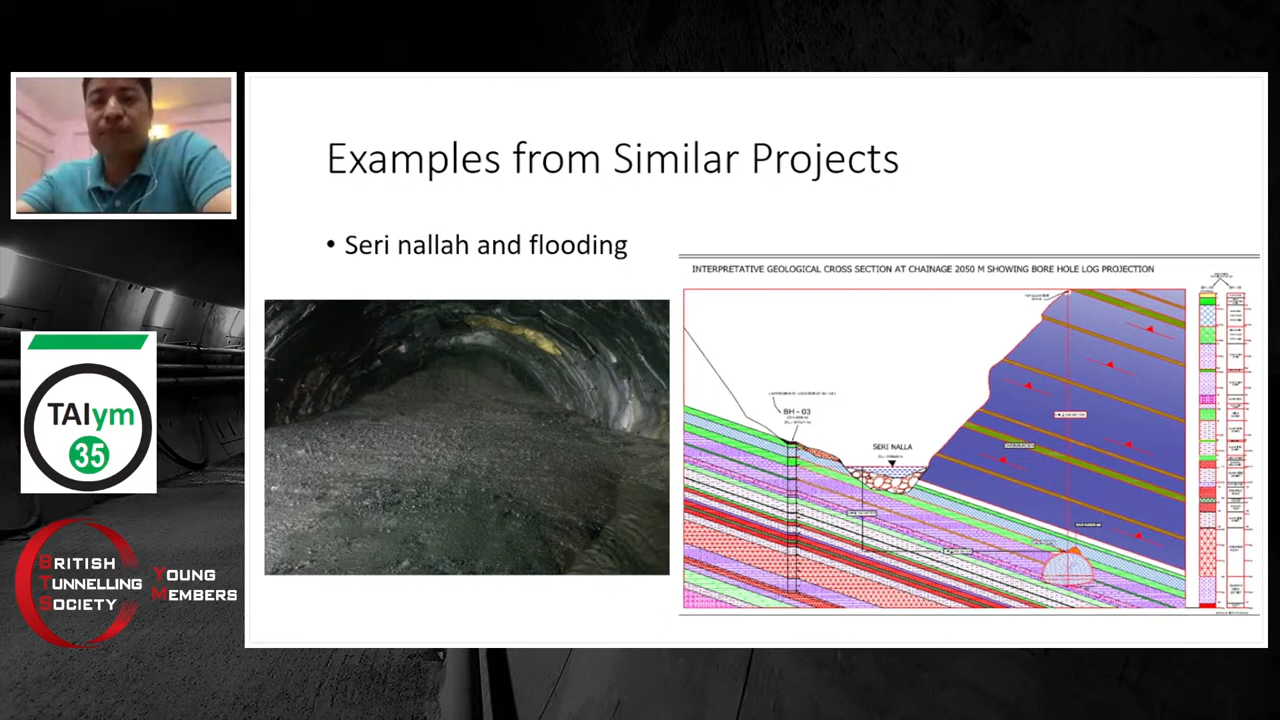 Examples from Similar Projects
• Seri nallah and flooding
INTERPRETATIVE GEOLOGICAL CROSS SECTION AT CHAINAGE 2050 M SHOWING BORE HOLE LOG PROJECTION
BH - 03
SERI NALLA
TAIym
35
BRITISH
TUNNELLING
SOCIETY
YOUNG
MEMBERS